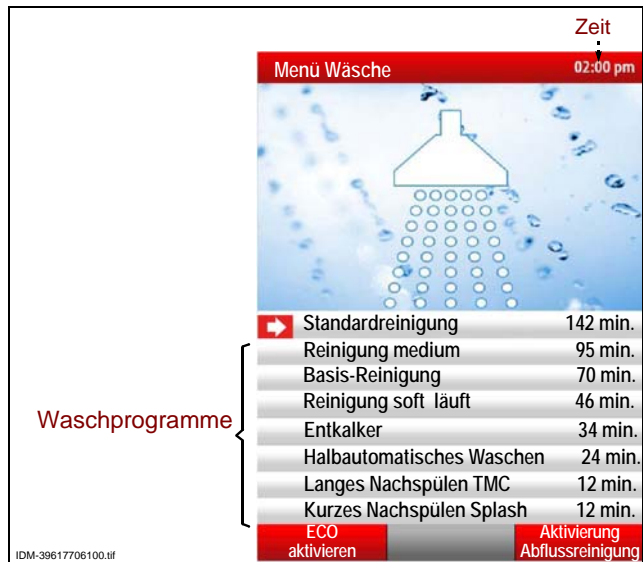 Zeit
Menü Wäsche 02:00 pm
Standardreinigung 142 min.
Reinigung medium 95 min.
Basis-Reinigung 70 min.
Reinigung soft läuft 46 min.
Waschprogramme
Entkalker 34 min.
Halbautomatisches Waschen 24 min.
Langes Nachspülen TMC 12 min.
Kurzes Nachspülen Splash 12 min.
ECO
aktivieren
Aktivierung
Abflussreinigung
IDM-39617706100.tif